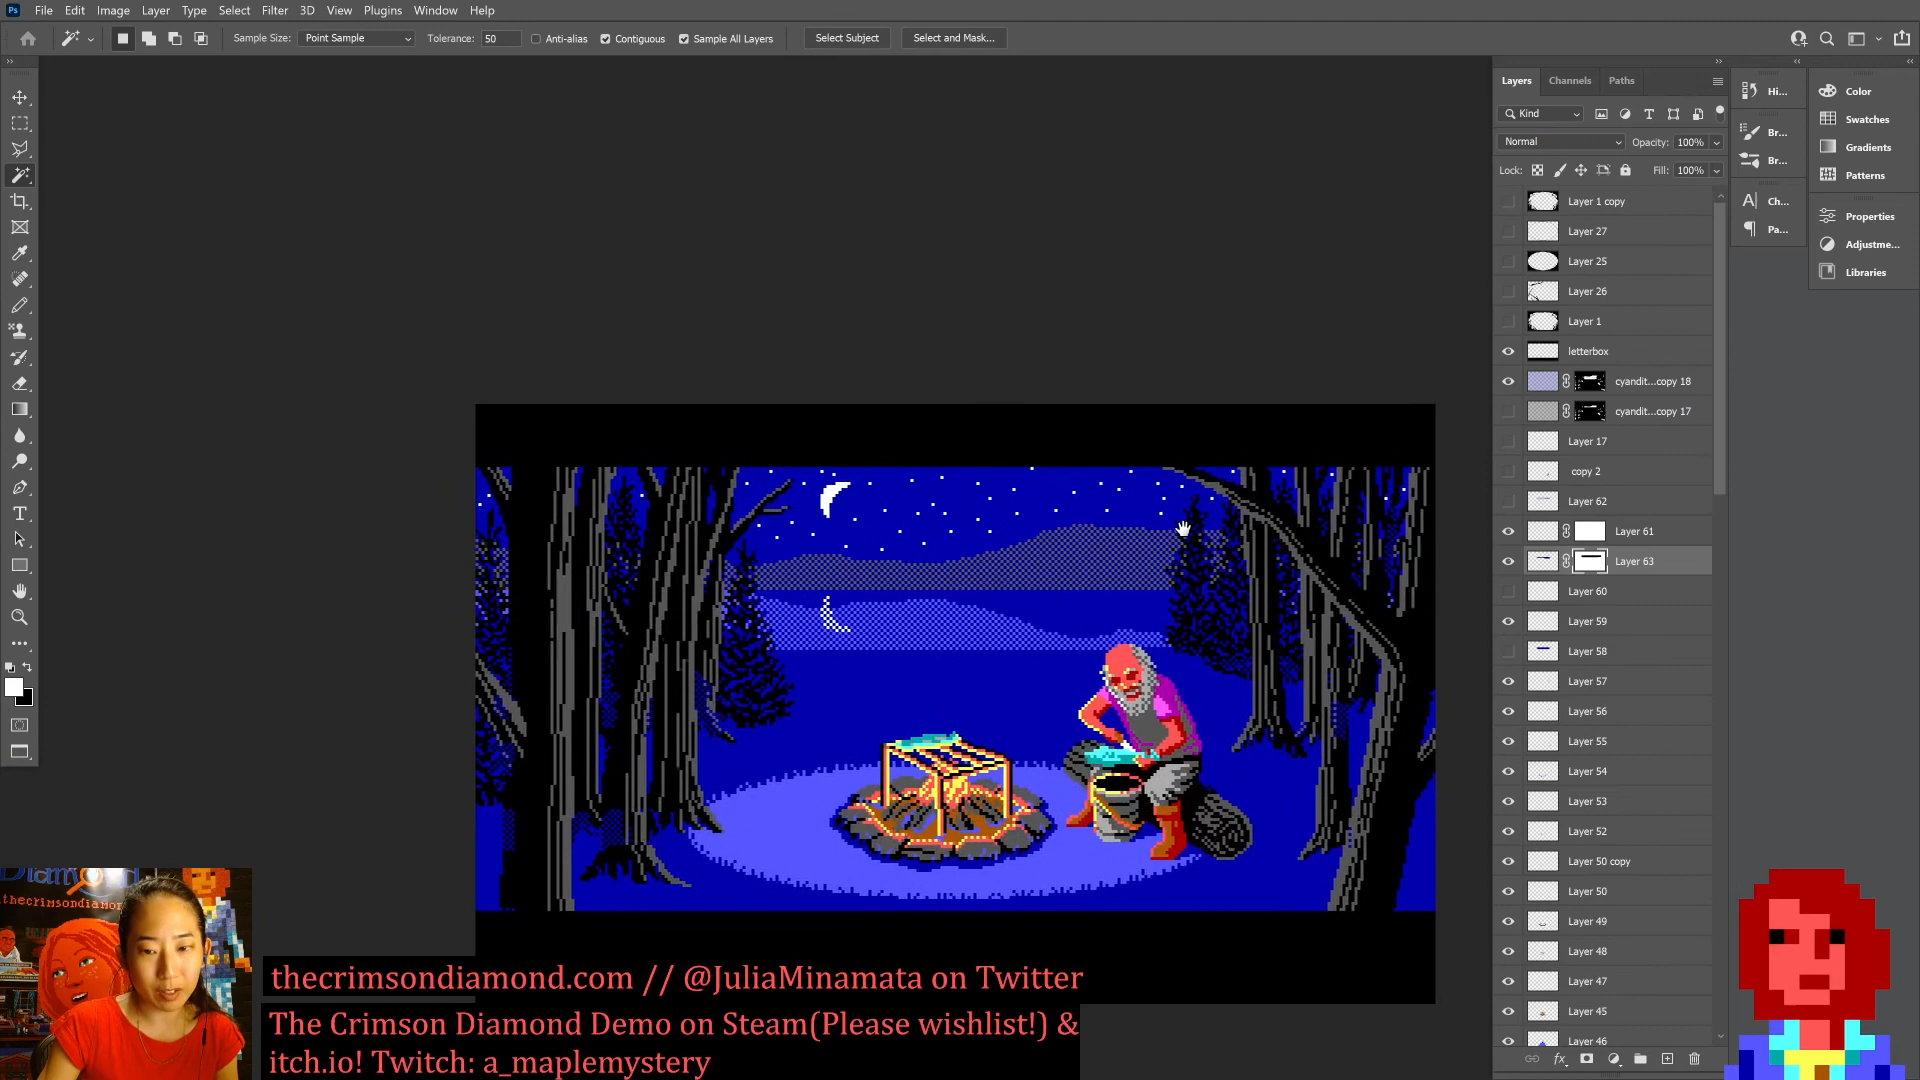 Ps File Edit Image Layer Type Select Filter 3D View Plugins Window Help
Sample Size: Point Sample Tolerance: 50 Anti-alias Contiguous Sample All Layers Select Subject Select and Mask...
Layers Channels Paths
Kind
Normal Opacity: 100%
Lock: Fill: 100%
Layer 1 copy
Layer 27
Layer 25
Layer 26
Layer 1
letterbox
cyandit...copy 18
cyandit...copy 17
Layer 17
copy 2
Layer 62
Layer 61
Layer 63
Layer 60
Layer 59
Layer 58
Layer 57
Layer 56
Layer 55
Layer 54
Layer 53
Layer 52
Layer 50 copy
Layer 50
Layer 49
Layer 48
Layer 47
Layer 45
Layer 46
Hi...
Br...
Br...
Ch...
Pa...
Color
Swatches
Gradients
Patterns
Properties
Adjustme...
Libraries
thecrimsondiamond.com // @JuliaMinamata on Twitter
The Crimson Diamond Demo on Steam(Please wishlist!) &
itch.io! Twitch: a_maplemystery